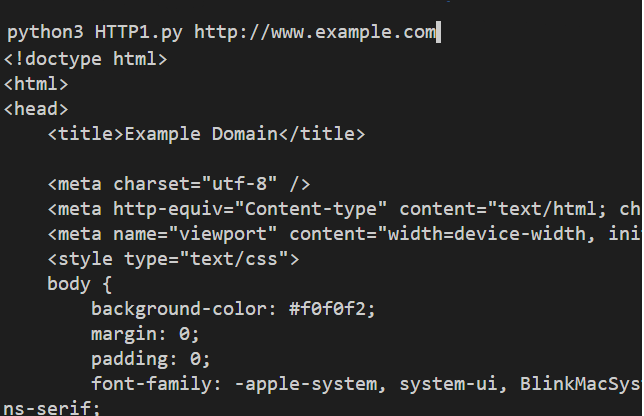 python3 HTTP1.py http://www.example.com
<!doctype html>
<html>
<head>
    <title>Example Domain</title>

    <meta charset="utf-8" />
    <meta http-equiv="Content-type" content="text/html; ch
    <meta name="viewport" content="width=device-width, ini
    <style type="text/css">
    body {
        background-color: #f0f0f2;
        margin: 0;
        padding: 0;
        font-family: -apple-system, system-ui, BlinkMacSys
ns-serif;